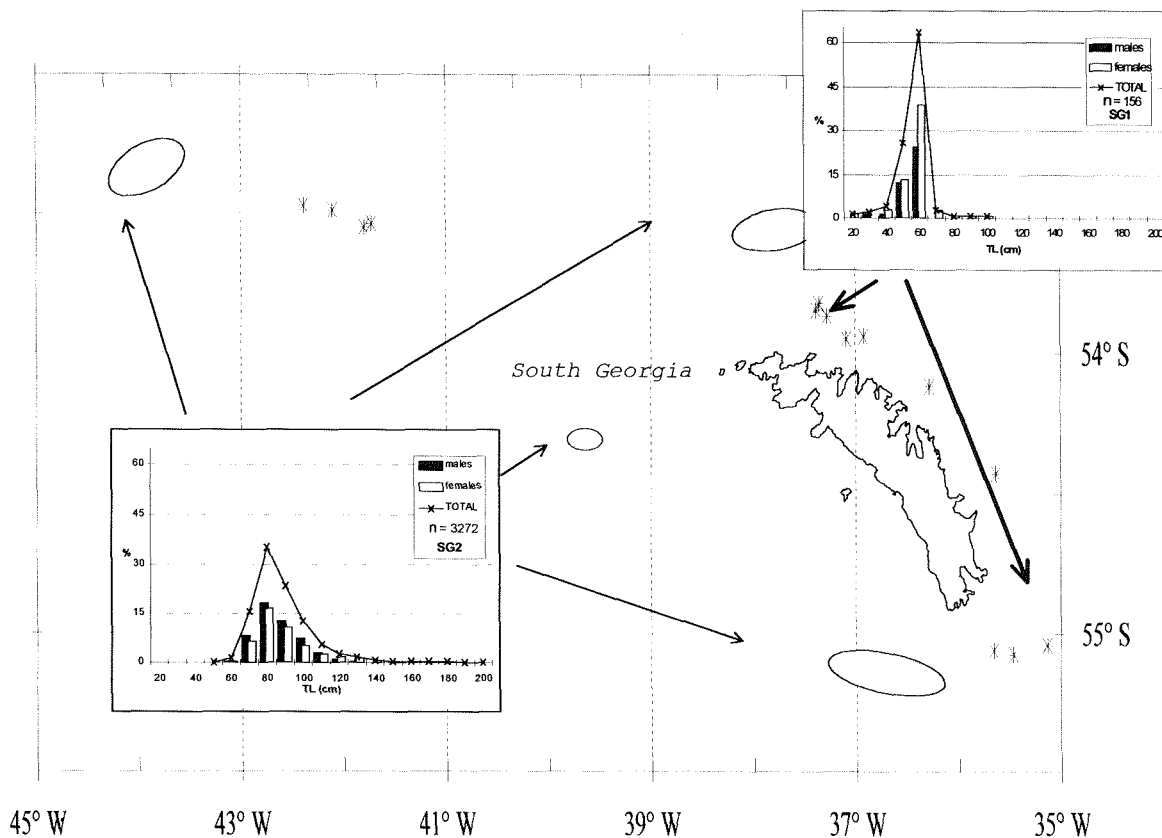 60
45
%
30
15
0
males
females
TOTAL
n = 156
SG1
20 40 60 80 100 120 140 160 180 200
TL (cm)
South Georgia
54° S
60
45
%
30
15
0
males
females
TOTAL
n = 3272
SG2
20 40 60 80 100 120 140 160 180 200
TL (cm)
55° S
45° W 43° W 41° W 39° W 37° W 35° W